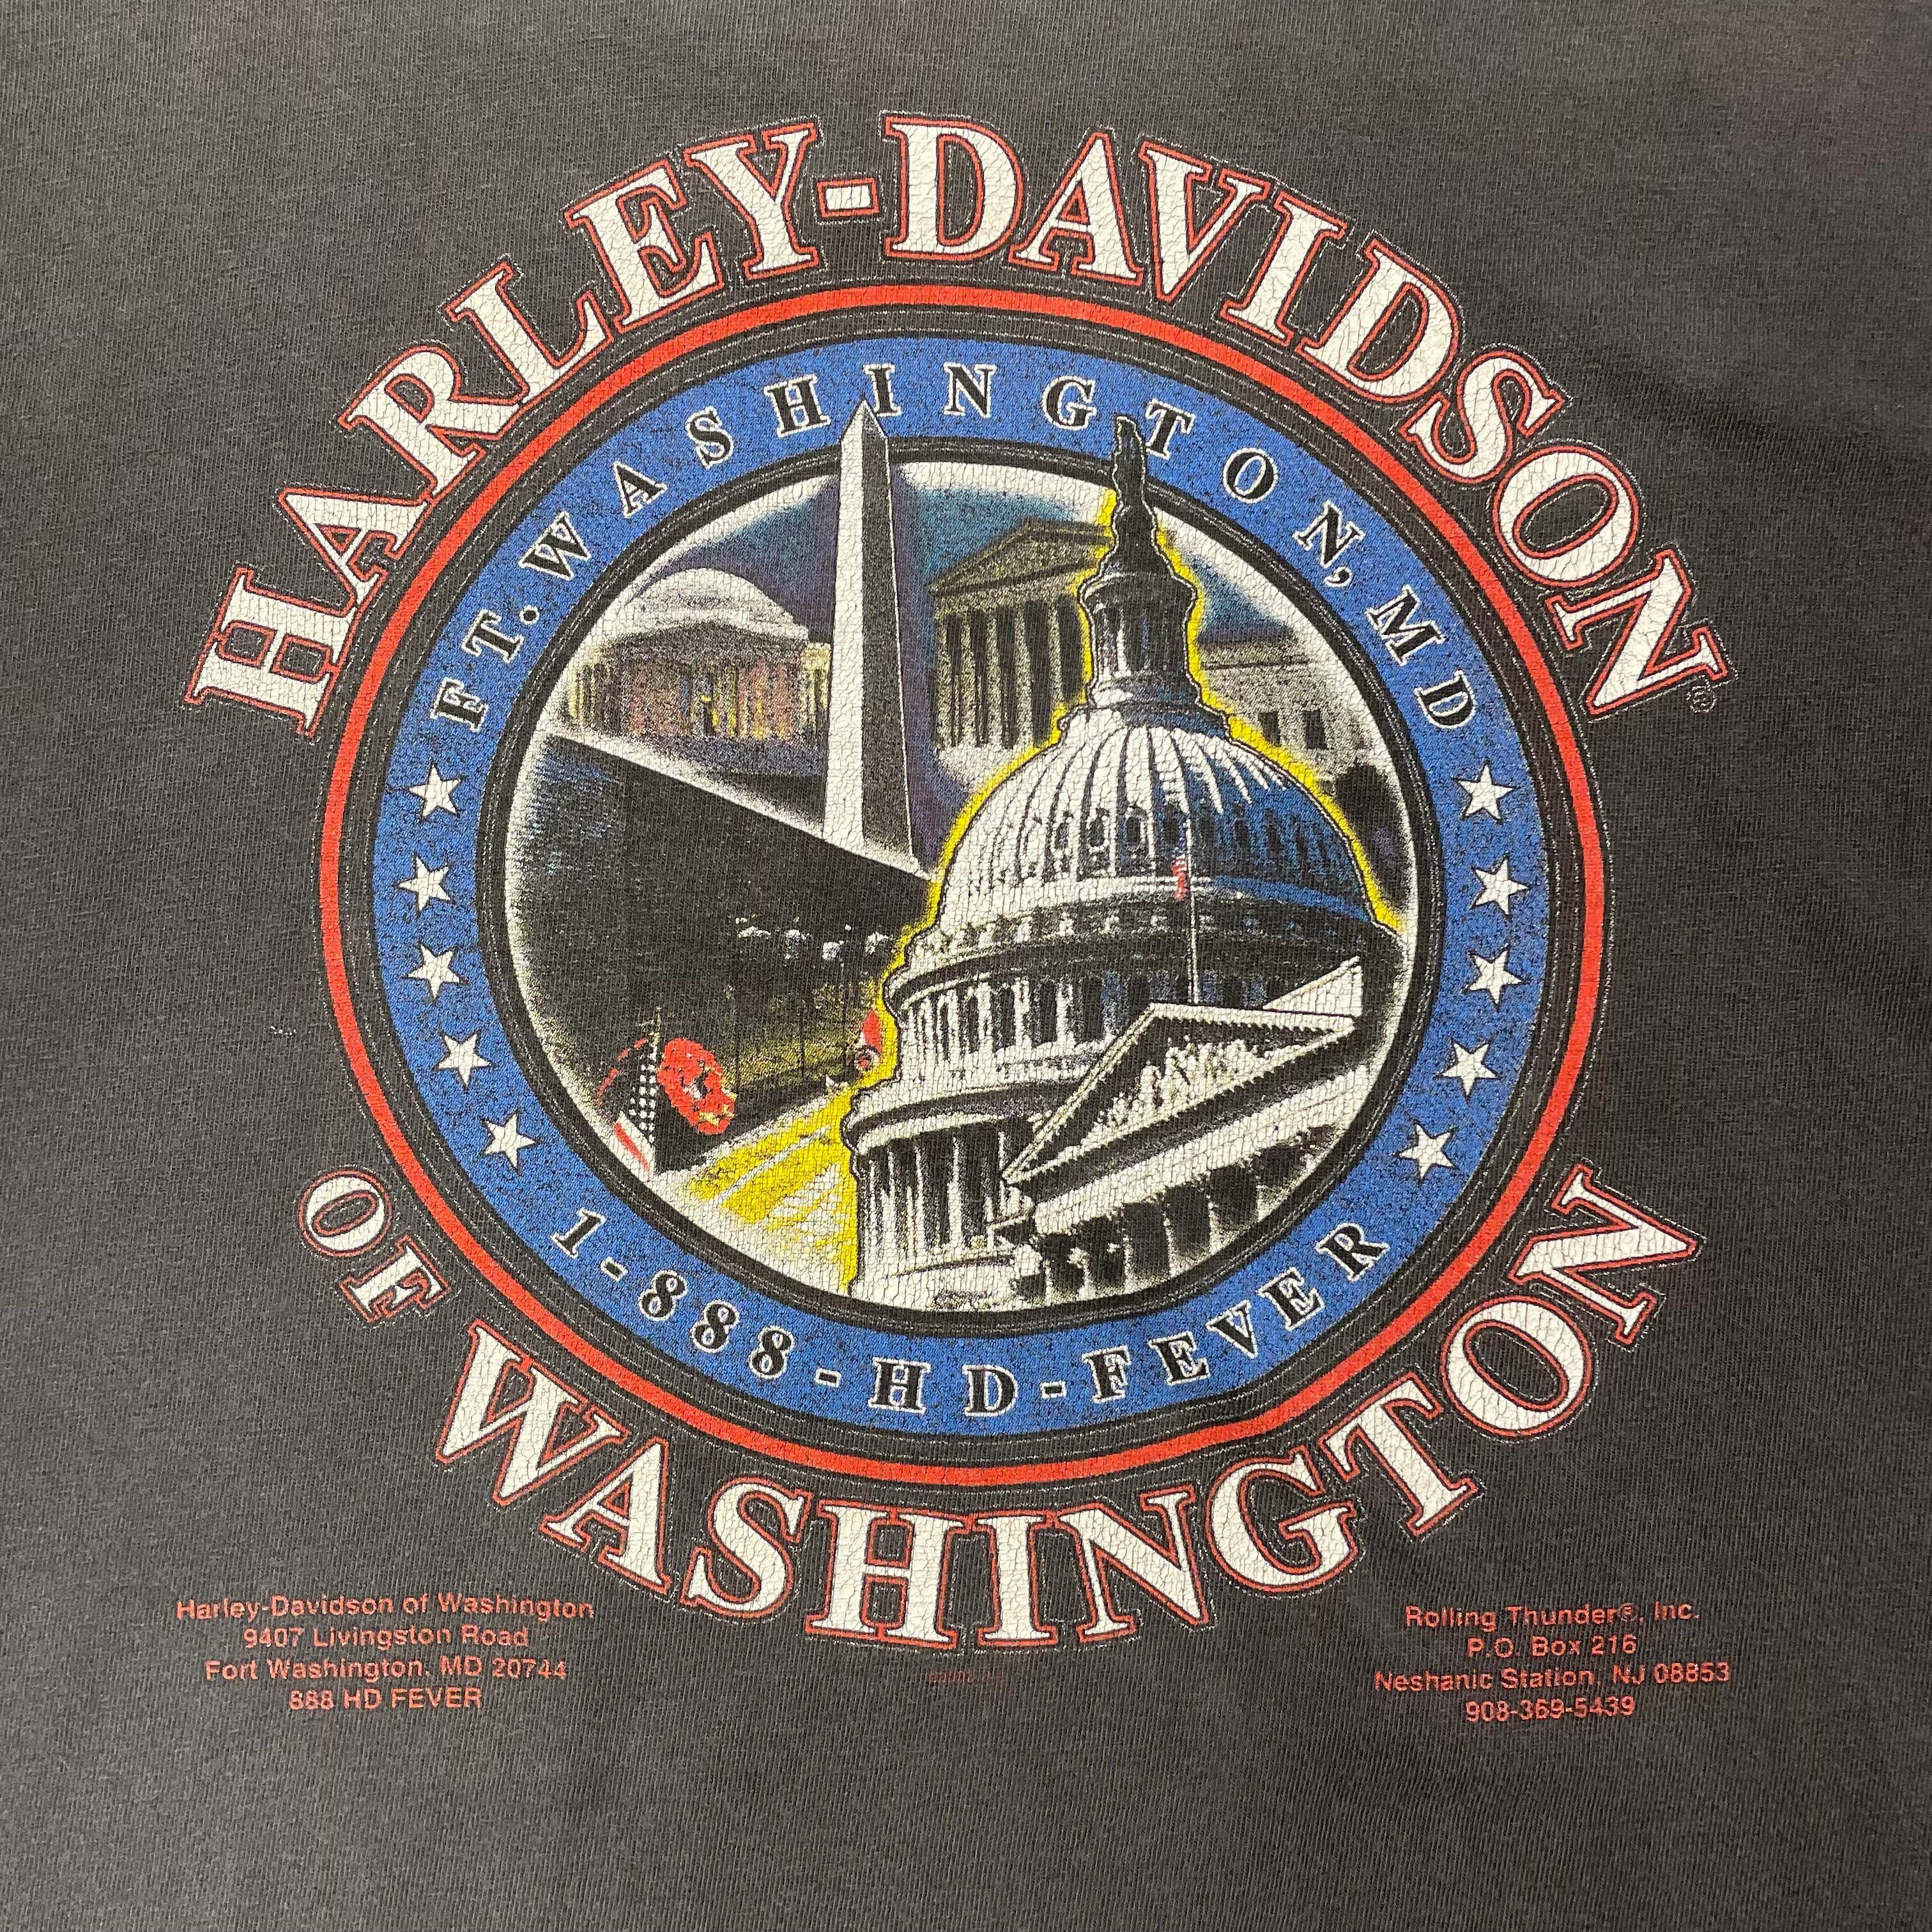 HARLEY-DAVIDSON®
FT. WASHINGTON, MD
1-888-HD-FEVER
OF WASHINGTON
Harley-Davidson of Washington
9407 Livingston Road
Fort Washington, MD 20744
888 HD FEVER
Rolling Thunder®, Inc.
P.O. Box 216
Neshanic Station, NJ 08853
908-369-5439